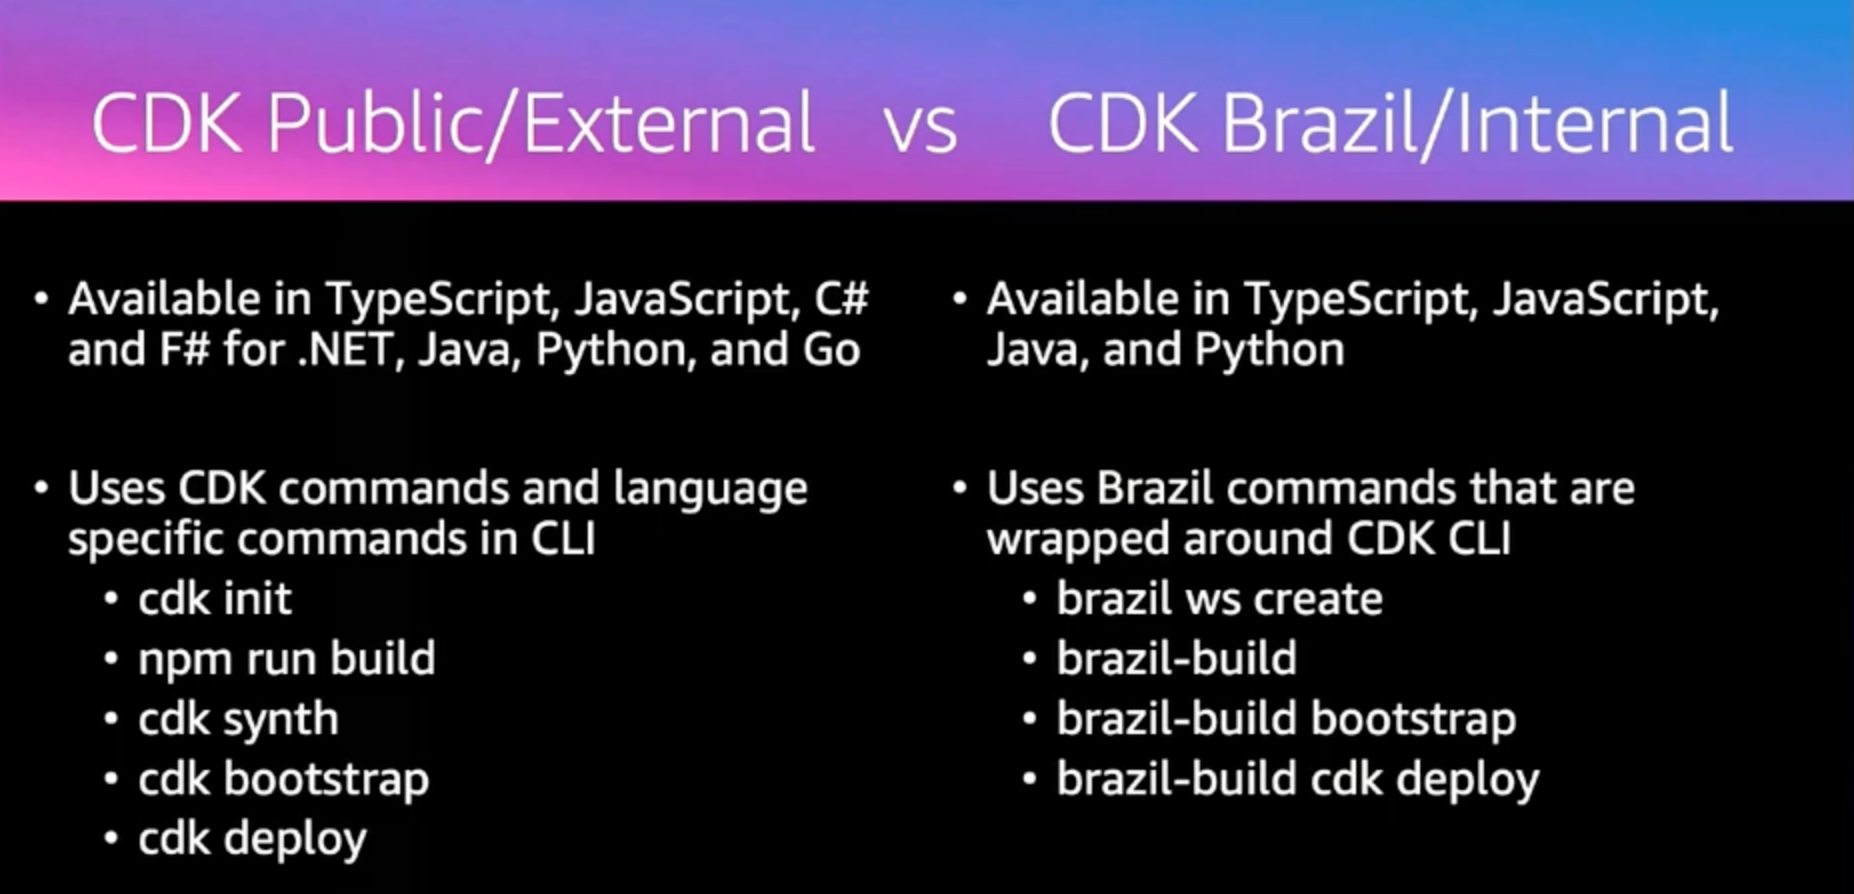 CDK Public/External vs CDK Brazil/Internal
• Available in TypeScript, JavaScript, C#
and F# for .NET, Java, Python, and Go
• Uses CDK commands and language
specific commands in CLI
• cdk init
• npm run build
• cdk synth
• cdk bootstrap
• cdk deploy
• Available in TypeScript, JavaScript,
Java, and Python
• Uses Brazil commands that are
wrapped around CDK CLI
• brazil ws create
• brazil-build
• brazil-build bootstrap
• brazil-build cdk deploy